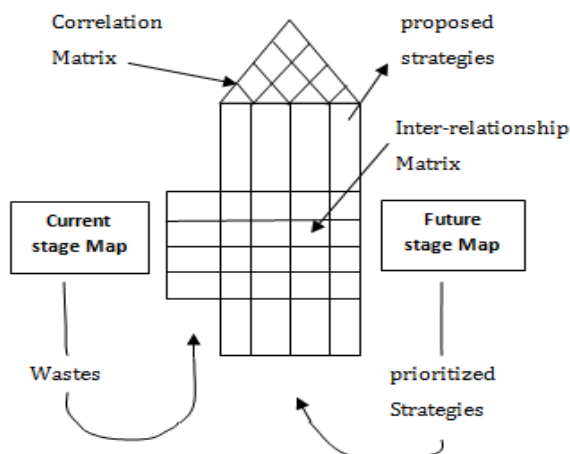 Correlation
Matrix
proposed
strategies
Inter-relationship
Matrix
Current
stage Map
Future
stage Map
Wastes
prioritized
Strategies